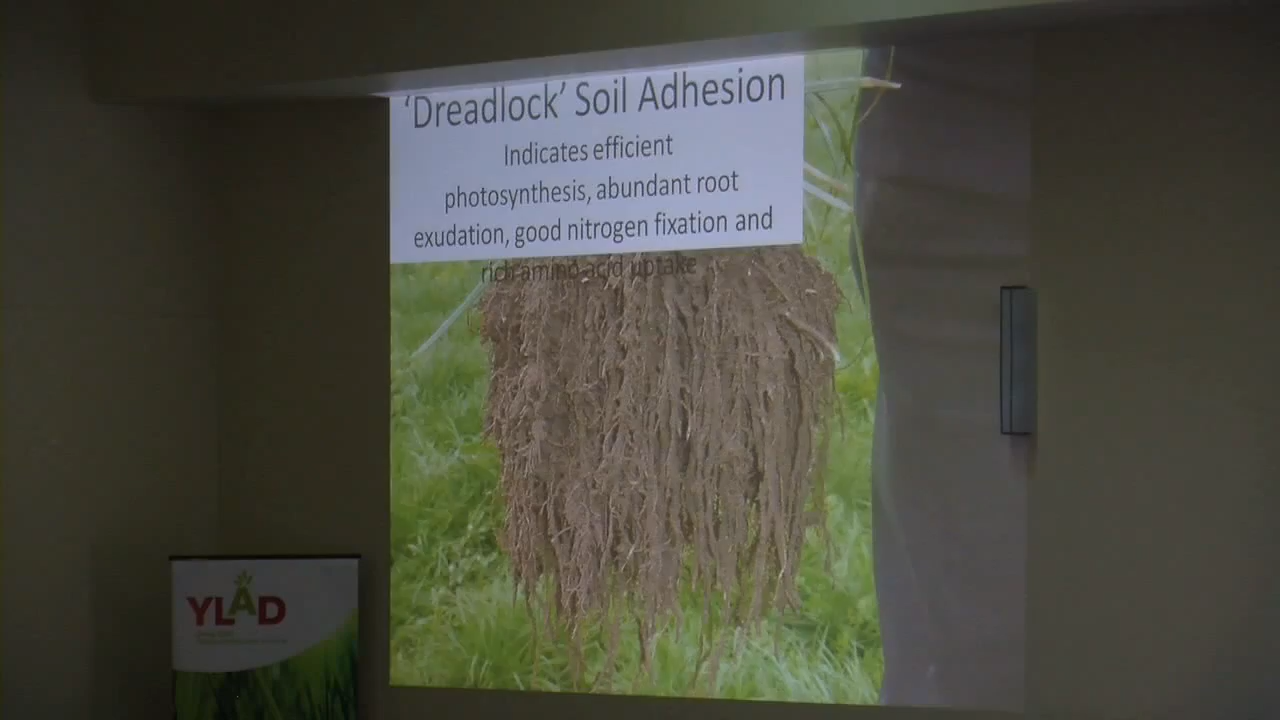 ‘Dreadlock’ Soil Adhesion
Indicates efficient
photosynthesis, abundant root
exudation, good nitrogen fixation and
rich amino acid uptake
YLAD